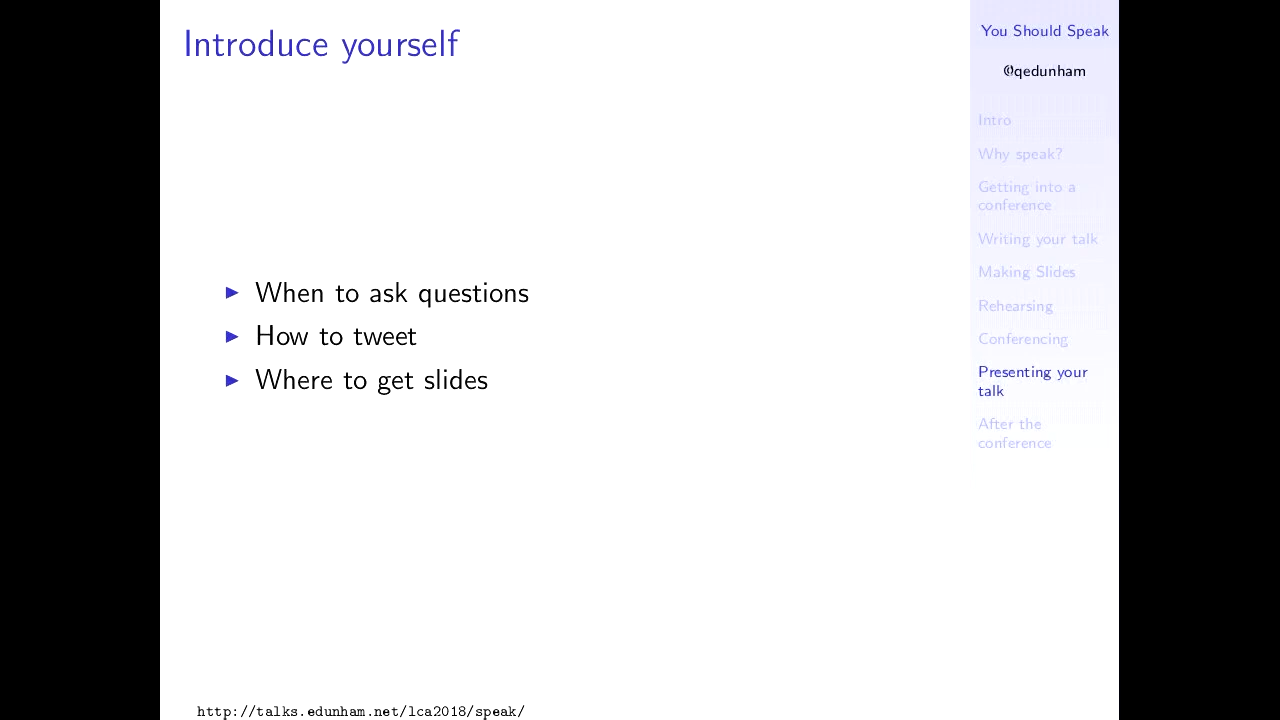 Introduce yourself
When to ask questions
How to tweet
Where to get slides
http://talks.edunham.net/lca2018/speak/
You Should Speak
@qedunham
Intro
Why speak?
Getting into a
conference
Writing your talk
Making Slides
Rehearsing
Conferencing
Presenting your
talk
After the
conference